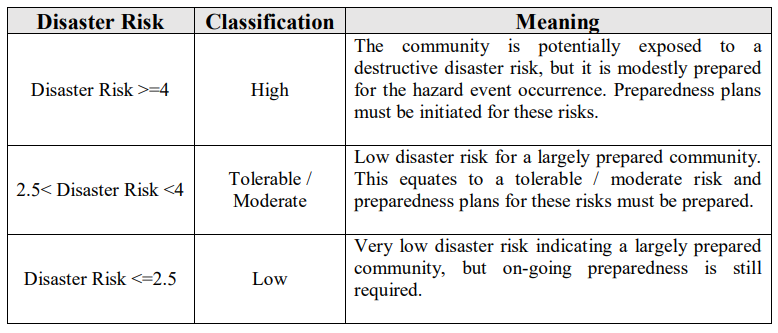 Disaster Risk Classification Meaning
The community is potentially exposed to a
destructive disaster risk, but it is modestly prepared
Disaster Risk >=4 High for the hazard event occurrence. Preparedness plans
must be initiated for these risks.
Low disaster risk for a largely prepared community.
2.5< Disaster Risk <4 Tolerable / This equates to a tolerable / moderate risk and
Moderate preparedness plans for these risks must be prepared.
Very low disaster risk indicating a largely prepared
Disaster Risk <=2.5 Low community, but on-going preparedness is still
required.